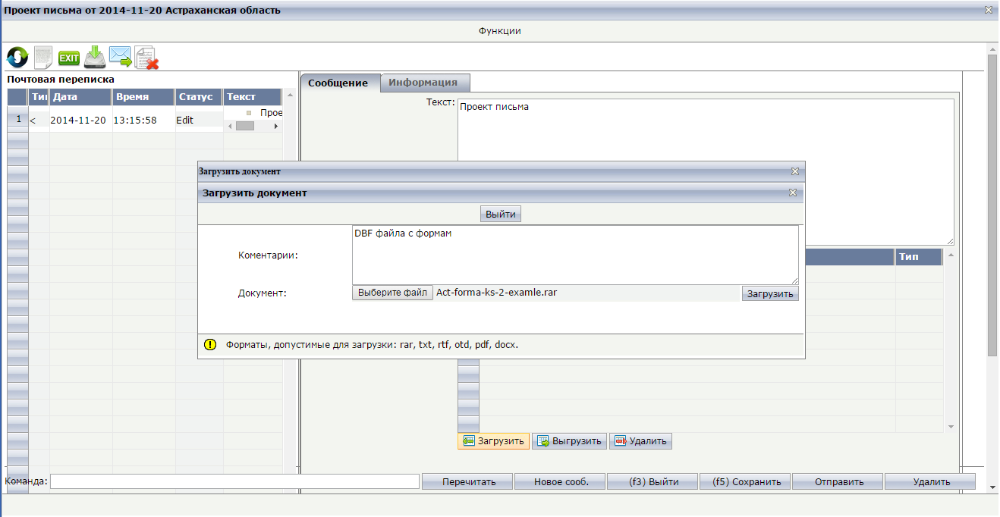 Проект письма от 2014-11-20 Астраханская область
Функции
EXIT
Почтовая переписка
Ти Дата Время Статус Текст
1 < 2014-11-20 13:15:58 Edit Прое
Сообщение Информация
Текст: Проект письма
Загрузить документ
Загрузить документ
Выйти
Коментарии: DBF файла с формам
Документ: Выберите файл Act-forma-ks-2-examle.rar Загрузить
Форматы, допустимые для загрузки: rar, txt, rtf, otd, pdf, docx.
Тип
Загрузить Выгрузить Удалить
Команда: Перечитать Новое сооб. (f3) Выйти (f5) Сохранить Отправить Удалить